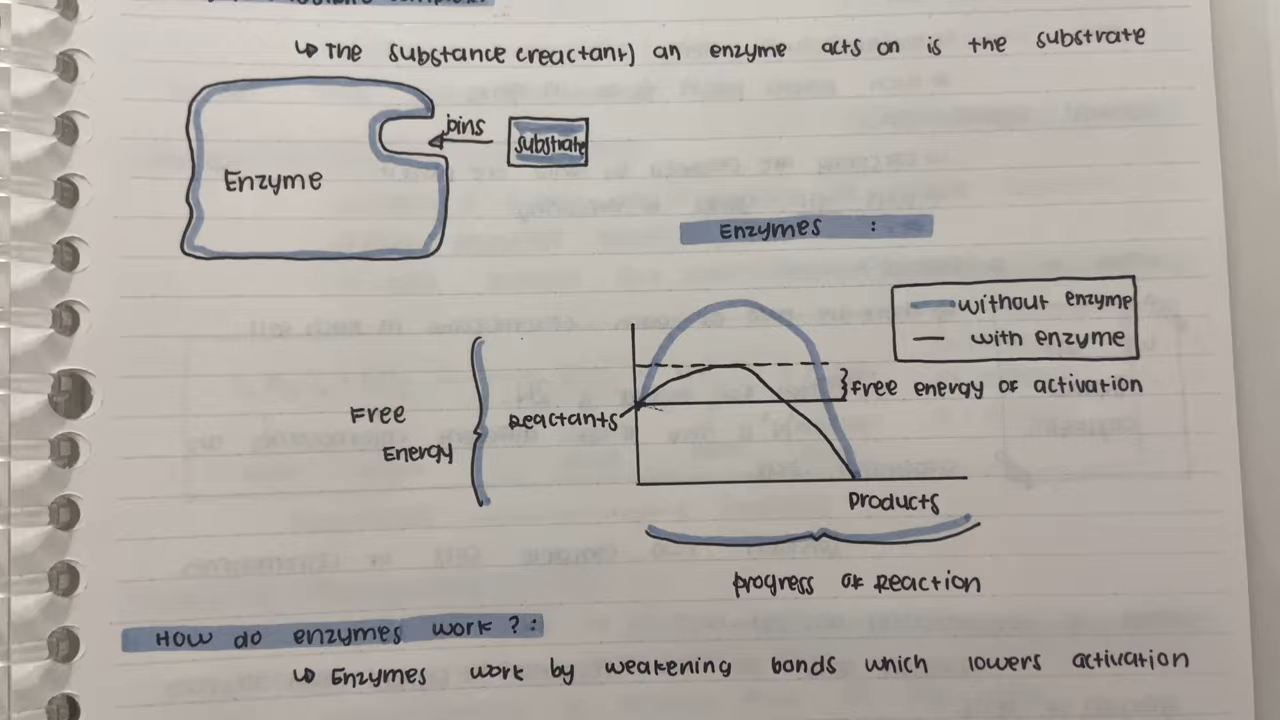 ↳ The substance (reactant) an enzyme acts on is the substrate
Enzyme
joins
substrate
Enzymes :
without enzyme
with enzyme
Free energy of activation
Reactants
Free
Energy
Products
progress of Reaction
How do enzymes work ? :
↳ Enzymes work by weakening bonds which lowers activation